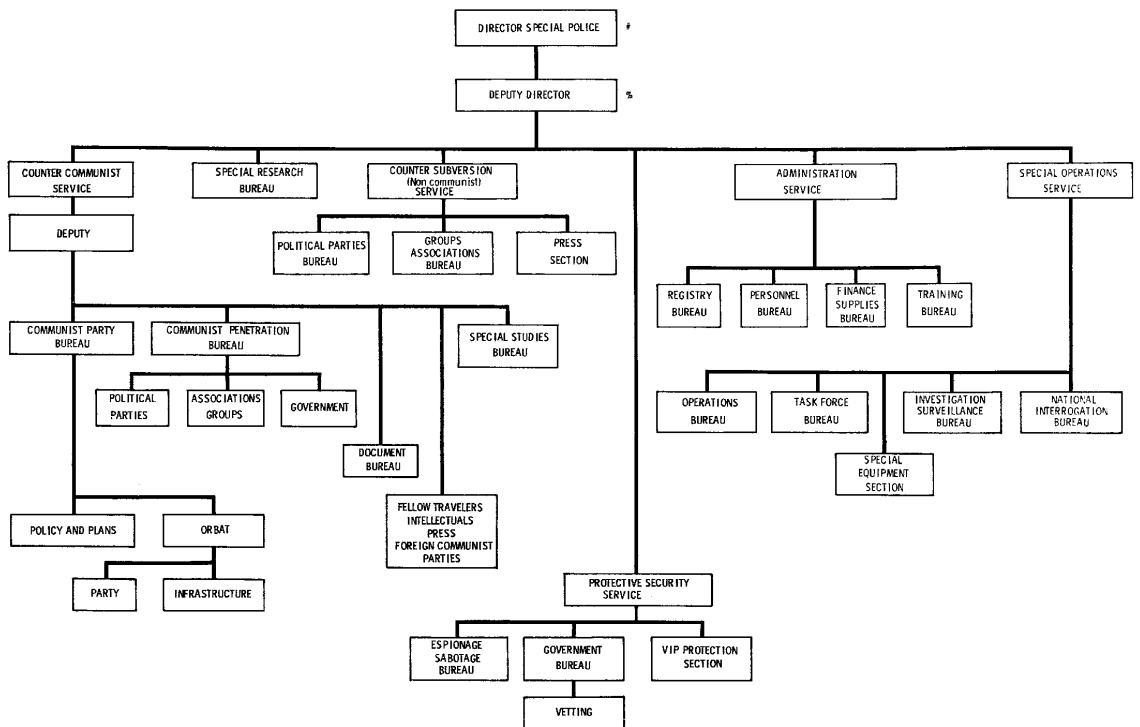 DIRECTOR SPECIAL POLICE #
DEPUTY DIRECTOR %
COUNTER COMMUNIST
SERVICE
SPECIAL RESEARCH
BUREAU
COUNTER SUBVERSION
(Non communist)
SERVICE
ADMINISTRATION
SERVICE
SPECIAL OPERATIONS
SERVICE
DEPUTY
POLITICAL PARTIES
BUREAU
GROUPS
ASSOCIATIONS
BUREAU
PRESS
SECTION
REGISTRY
BUREAU
PERSONNEL
BUREAU
FINANCE
SUPPLIES
BUREAU
TRAINING
BUREAU
COMMUNIST PARTY
BUREAU
COMMUNIST PENETRATION
BUREAU
SPECIAL STUDIES
BUREAU
POLITICAL
PARTIES
ASSOCIATIONS
GROUPS
GOVERNMENT
OPERATIONS
BUREAU
TASK FORCE
BUREAU
INVESTIGATION
SURVEILLANCE
BUREAU
NATIONAL
INTERROGATION
BUREAU
DOCUMENT
BUREAU
SPECIAL
EQUIPMENT
SECTION
FELLOW TRAVELERS
INTELLECTUALS
PRESS
FOREIGN COMMUNIST
PARTIES
POLICY AND PLANS
ORBAT
PARTY
INFRASTRUCTURE
PROTECTIVE SECURITY
SERVICE
ESPIONAGE
SABOTAGE
BUREAU
GOVERNMENT
BUREAU
VIP PROTECTION
SECTION
VETTING